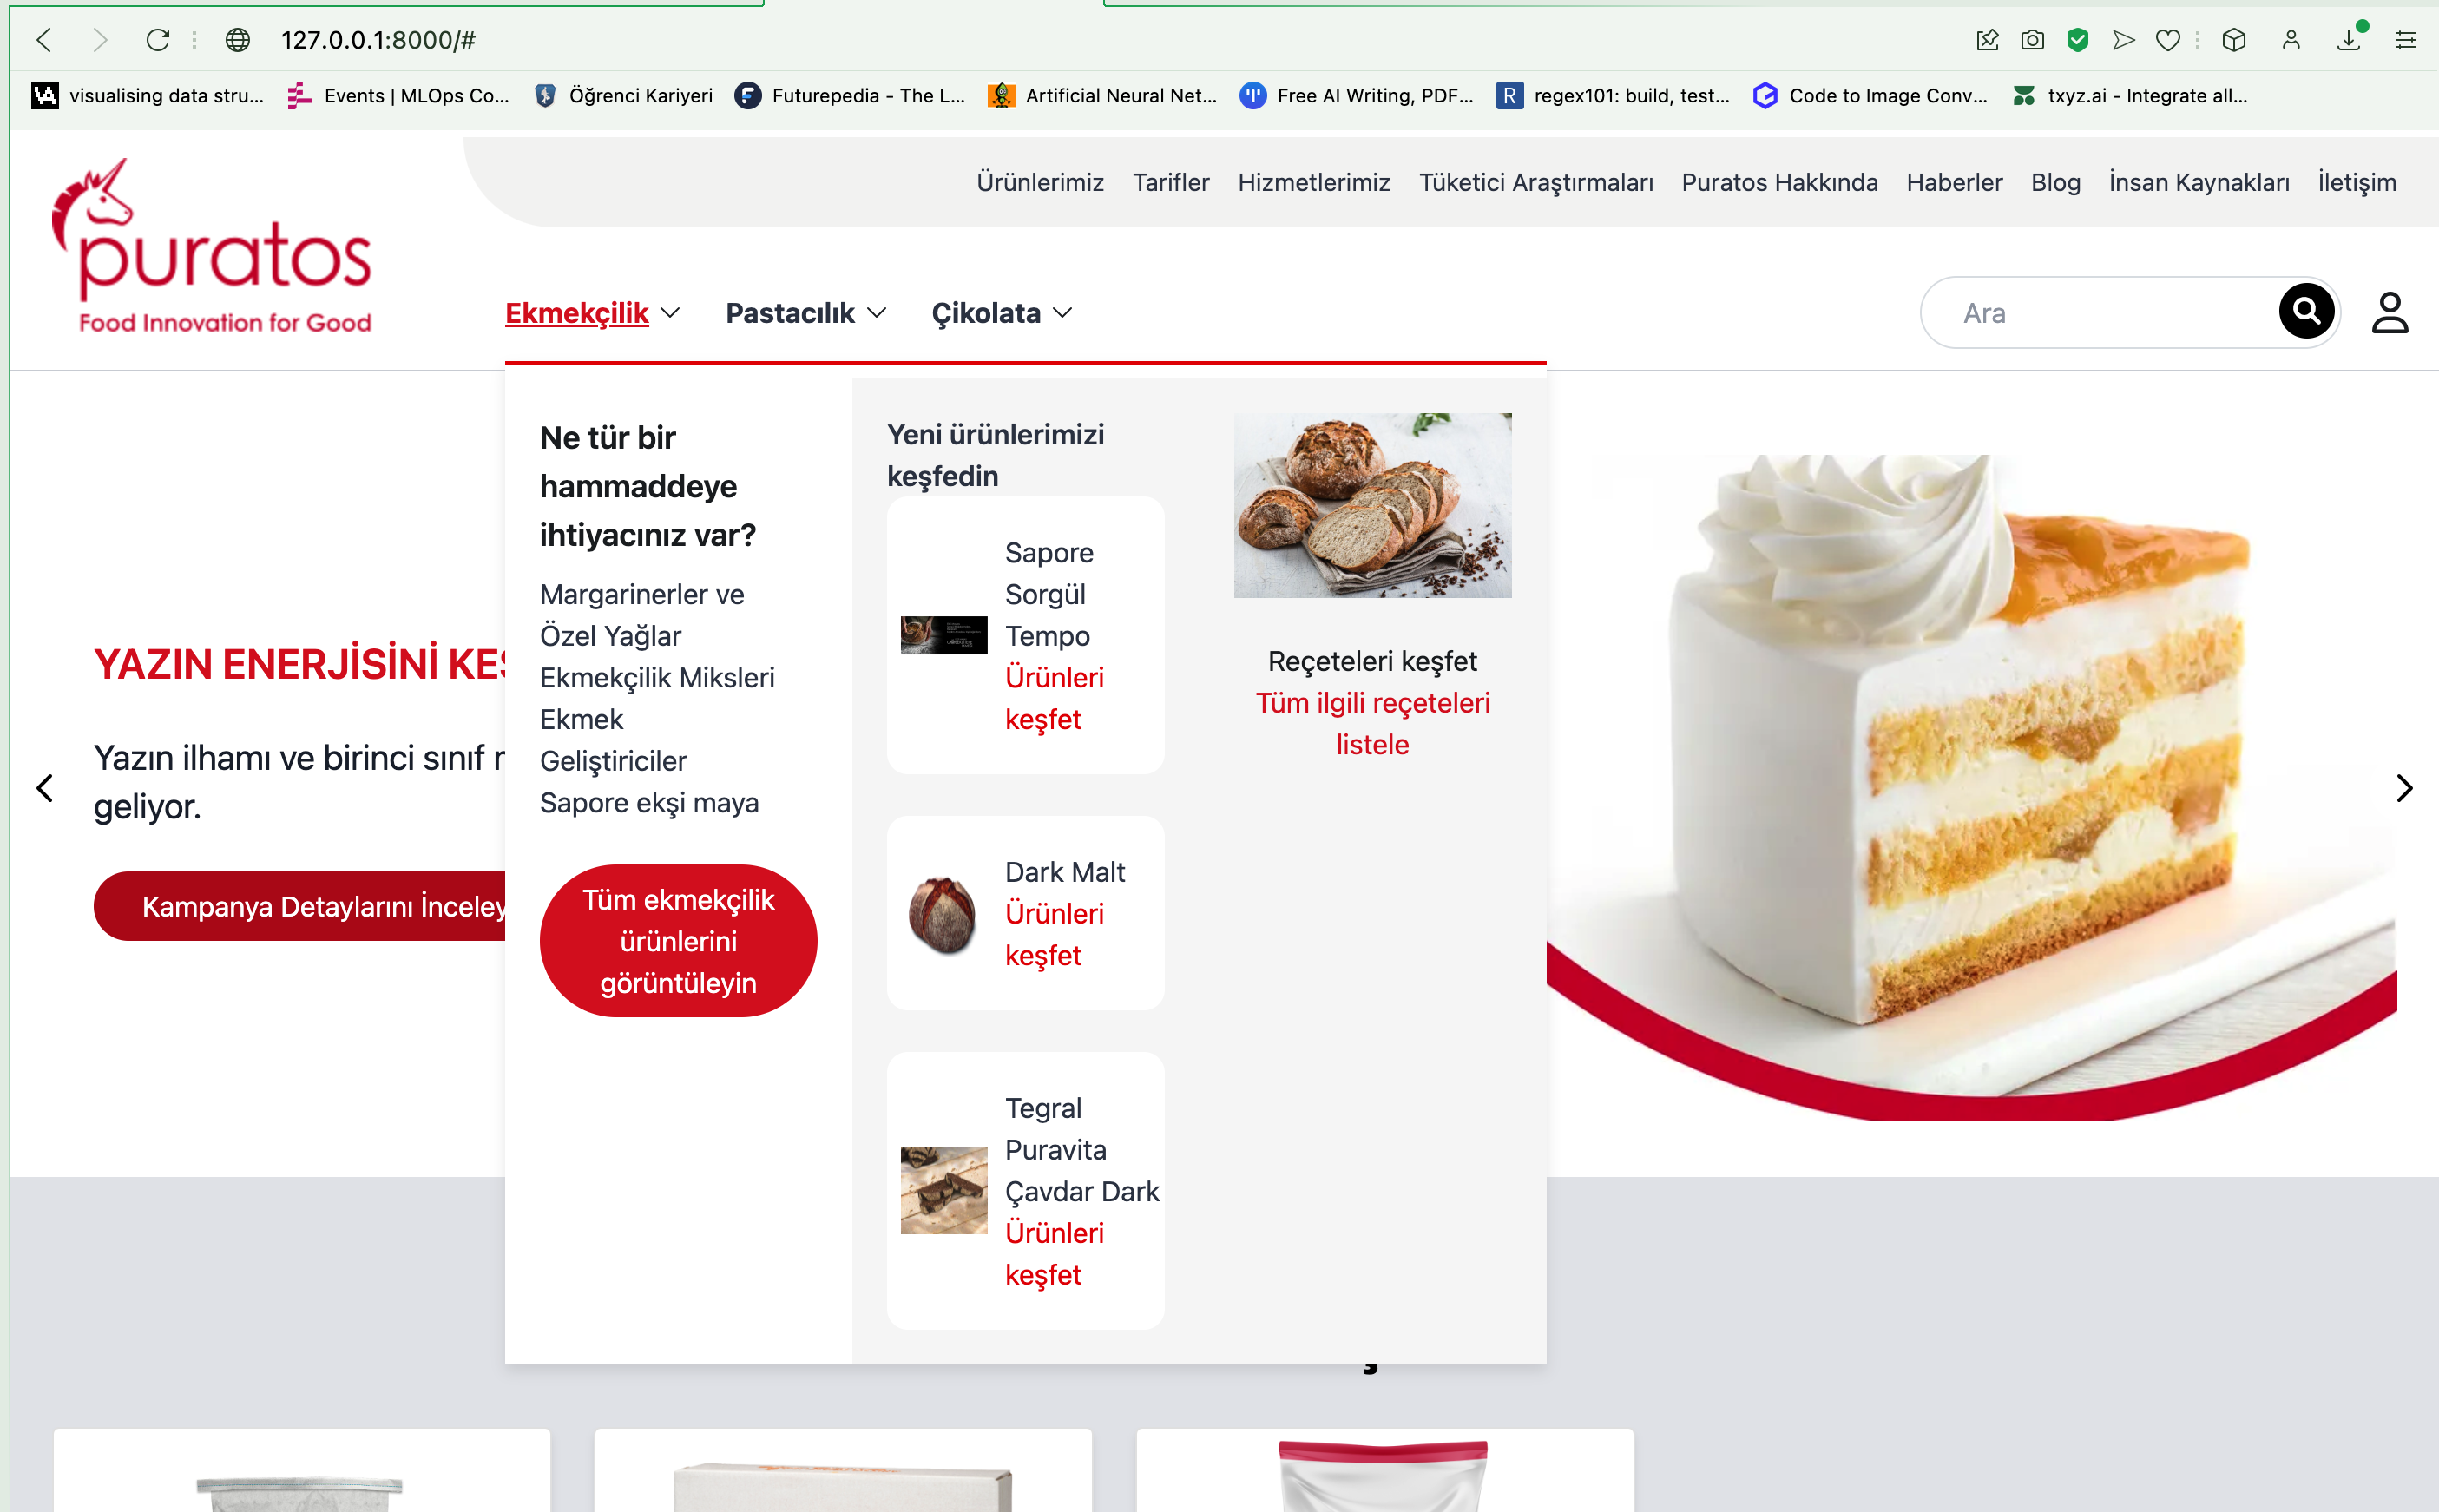 127.0.0.1:8000/#
visualising data stru...
Events | MLOps Co...
Öğrenci Kariyeri
Futurepedia - The L...
Artificial Neural Net...
Free AI Writing, PDF...
regex101: build, test...
Code to Image Conv...
txyz.ai - Integrate all...
puratos
Food Innovation for Good
Ürünlerimiz
Tarifler
Hizmetlerimiz
Tüketici Araştırmaları
Puratos Hakkında
Haberler
Blog
İnsan Kaynakları
İletişim
Ekmekçilik
Pastacılık
Çikolata
Ara
YAZIN ENERJİSİNİ KEŞ
Yazın ilhamı ve birinci sınıf
geliyor.
Kampanya Detaylarını İnceley
Ne tür bir
hammaddeye
ihtiyacınız var?
Margarinerler ve
Özel Yağlar
Ekmekçilik Miksleri
Ekmek
Geliştiriciler
Sapore ekşi maya
Tüm ekmekçilik
ürünlerini
görüntüleyin
Yeni ürünlerimizi
keşfedin
Sapore
Sorgül
Tempo
Ürünleri
keşfet
Dark Malt
Ürünleri
keşfet
Tegral
Puravita
Çavdar Dark
Ürünleri
keşfet
Reçeteleri keşfet
Tüm ilgili reçeteleri
listele